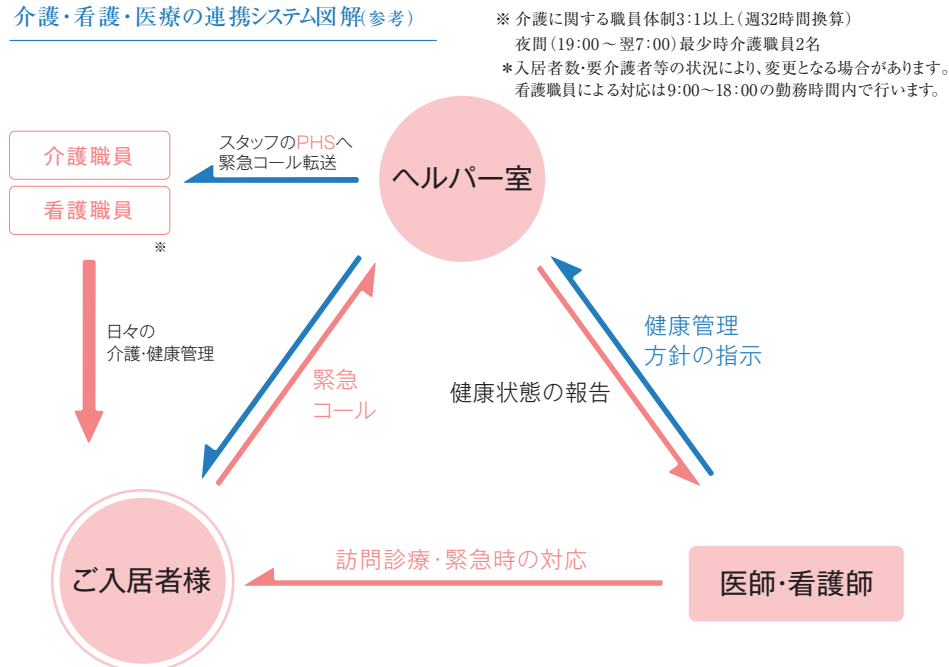 介護・看護・医療の連携システム図解(参考)
※ 介護に関する職員体制3:1以上(週32時間換算)
夜間(19:00～翌7:00)最少時介護職員2名
＊入居者数・要介護者等の状況により、変更となる場合があります。
看護職員による対応は9:00～18:00の勤務時間内で行います。
介護職員
看護職員
※
スタッフのPHSへ
緊急コール転送
ヘルパー室
日々の
介護・健康管理
緊急
コール
健康状態の報告
健康管理
方針の指示
ご入居者様
訪問診療・緊急時の対応
医師・看護師